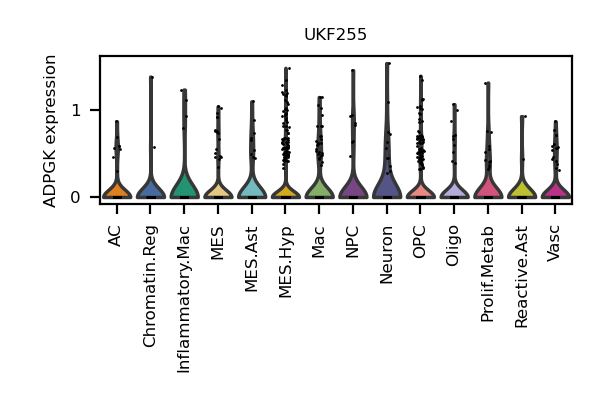 UKF255
ADPGK expression
1
0
AC
Chromatin.Reg
Inflammatory.Mac
MES
MES.Ast
MES.Hyp
Mac
NPC
Neuron
OPC
Oligo
Prolif.Metab
Reactive.Ast
Vasc